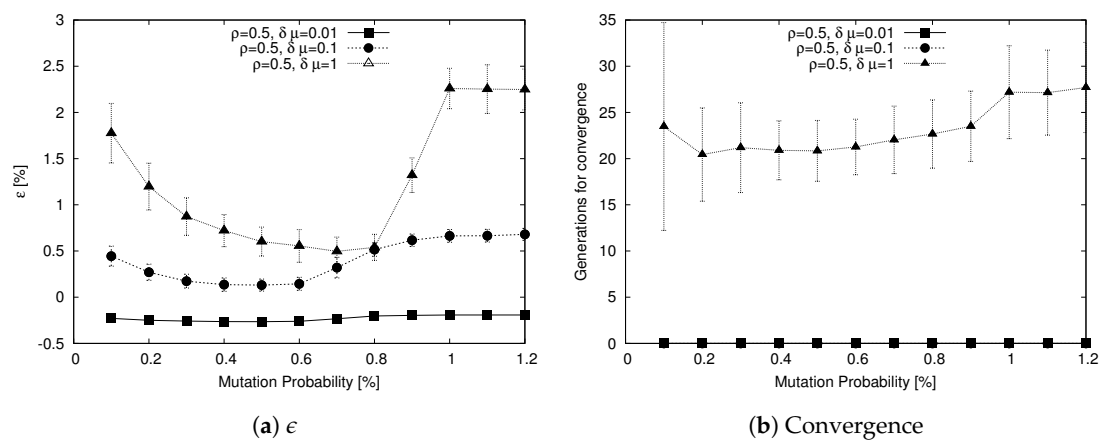 3
2.5
2
1.5
1
0.5
0
-0.5
ε [%]
ρ=0.5, δ μ=0.01
ρ=0.5, δ μ=0.1
ρ=0.5, δ μ=1
0 0.2 0.4 0.6 0.8 1 1.2
Mutation Probability [%]
(a) ϵ
35
30
25
20
15
10
5
0
Generations for convergence
ρ=0.5, δ μ=0.01
ρ=0.5, δ μ=0.1
ρ=0.5, δ μ=1
0 0.2 0.4 0.6 0.8 1 1.2
Mutation Probability [%]
(b) Convergence